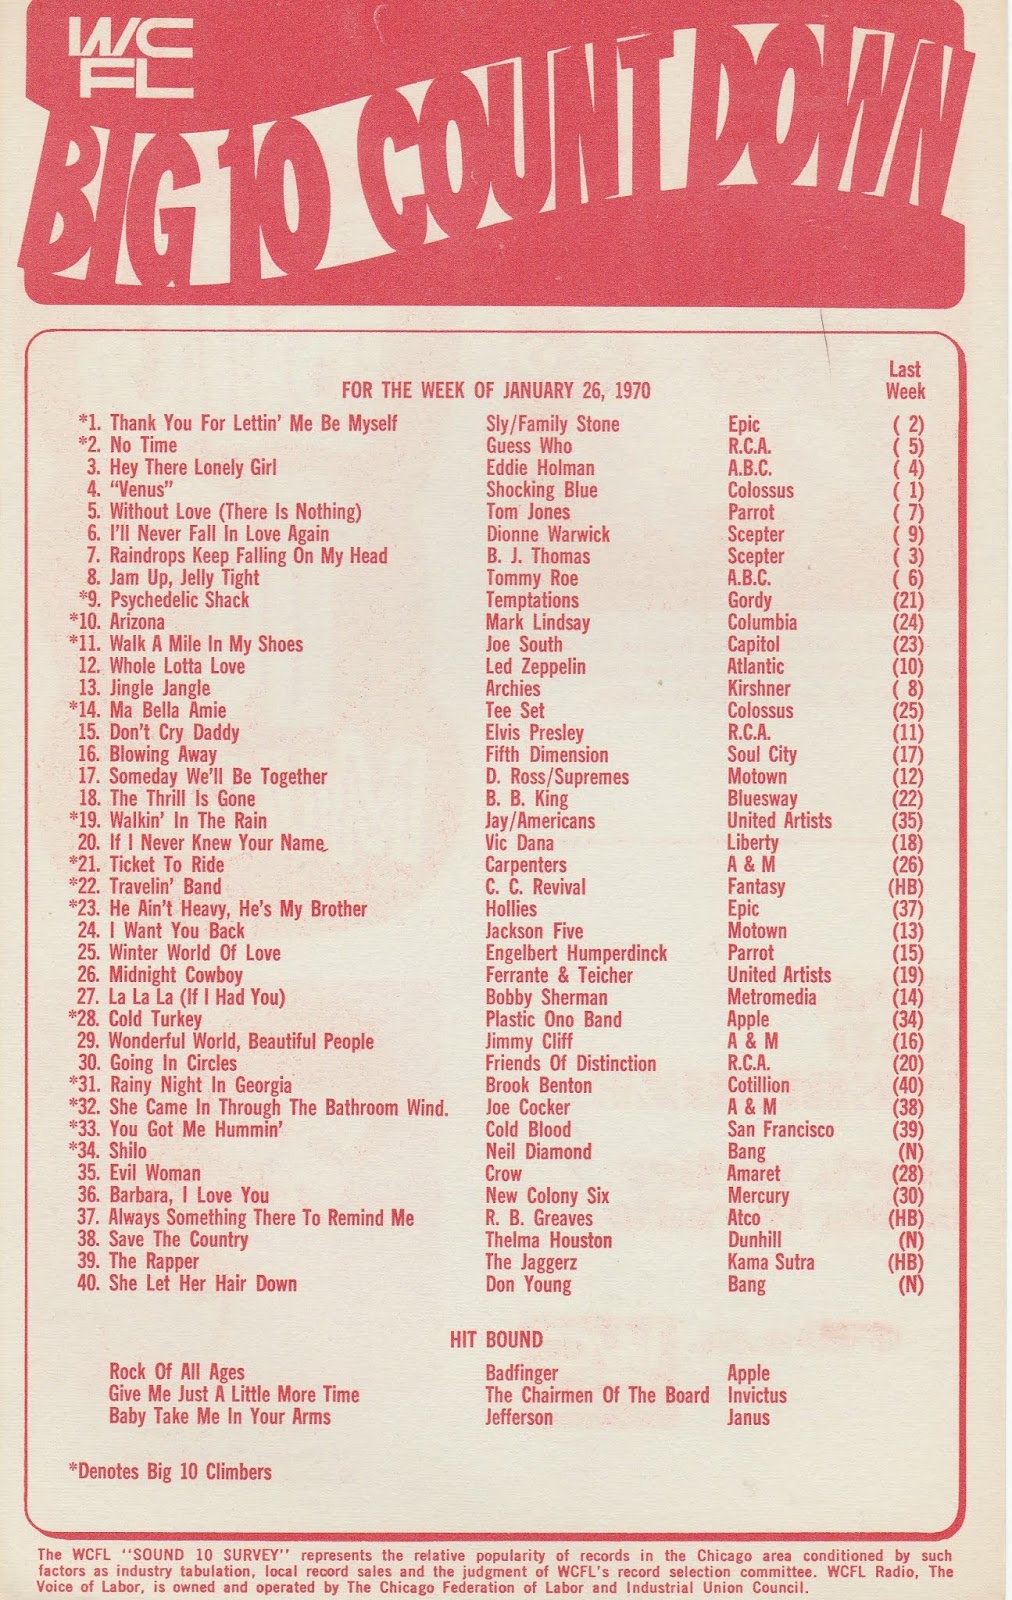 WC
FL
BIG 10 COUNT DOWN
Last
FOR THE WEEK OF JANUARY 26, 1970 Week
*1. Thank You For Lettin' Me Be Myself Sly/Family Stone Epic ( 2)
*2. No Time Guess Who R.C.A. ( 5)
3. Hey There Lonely Girl Eddie Holman A.B.C. ( 4)
4. "Venus" Shocking Blue Colossus ( 1)
5. Without Love (There Is Nothing) Tom Jones Parrot ( 7)
6. I'll Never Fall In Love Again Dionne Warwick Scepter ( 9)
7. Raindrops Keep Falling On My Head B. J. Thomas Scepter ( 3)
8. Jam Up, Jelly Tight Tommy Roe A.B.C. ( 6)
*9. Psychedelic Shack Temptations Gordy (21)
*10. Arizona Mark Lindsay Columbia (24)
*11. Walk A Mile In My Shoes Joe South Capitol (23)
12. Whole Lotta Love Led Zeppelin Atlantic (10)
13. Jingle Jangle Archies Kirshner ( 8)
*14. Ma Bella Amie Tee Set Colossus (25)
15. Don't Cry Daddy Elvis Presley R.C.A. (11)
16. Blowing Away Fifth Dimension Soul City (17)
17. Someday We'll Be Together D. Ross/Supremes Motown (12)
18. The Thrill Is Gone B. B. King Bluesway (22)
*19. Walkin' In The Rain Jay/Americans United Artists (35)
20. If I Never Knew Your Name Vic Dana Liberty (18)
*21. Ticket To Ride Carpenters A & M (26)
*22. Travelin' Band C. C. Revival Fantasy (HB)
*23. He Ain't Heavy, He's My Brother Hollies Epic (37)
24. I Want You Back Jackson Five Motown (13)
25. Winter World Of Love Engelbert Humperdinck Parrot (15)
26. Midnight Cowboy Ferrante & Teicher United Artists (19)
27. La La La (If I Had You) Bobby Sherman Metromedia (14)
*28. Cold Turkey Plastic Ono Band Apple (34)
29. Wonderful World, Beautiful People Jimmy Cliff A & M (16)
30. Going In Circles Friends Of Distinction R.C.A. (20)
*31. Rainy Night In Georgia Brook Benton Cotillion (40)
*32. She Came In Through The Bathroom Wind. Joe Cocker A & M (38)
*33. You Got Me Hummin' Cold Blood San Francisco (39)
*34. Shilo Neil Diamond Bang (N)
35. Evil Woman Crow Amaret (28)
36. Barbara, I Love You New Colony Six Mercury (30)
37. Always Something There To Remind Me R. B. Greaves Atco (HB)
38. Save The Country Thelma Houston Dunhill (N)
39. The Rapper The Jaggerz Kama Sutra (HB)
40. She Let Her Hair Down Don Young Bang (N)
HIT BOUND
Rock Of All Ages Badfinger Apple
Give Me Just A Little More Time The Chairmen Of The Board Invictus
Baby Take Me In Your Arms Jefferson Janus
*Denotes Big 10 Climbers
The WCFL "SOUND 10 SURVEY" represents the relative popularity of records in the Chicago area conditioned by such
factors as industry tabulation, local record sales and the judgment of WCFL's record selection committee. WCFL Radio, The
Voice of Labor, is owned and operated by The Chicago Federation of Labor and Industrial Union Council.